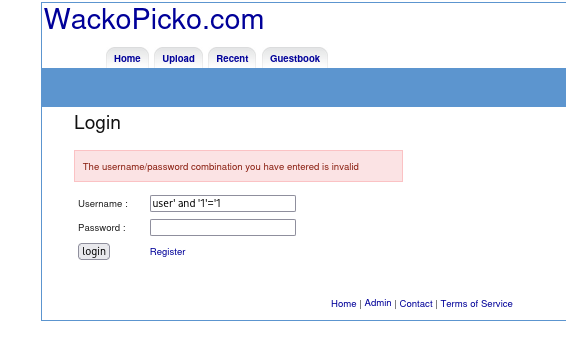 WackoPicko.com
Home Upload Recent Guestbook
Login
The username/password combination you have entered is invalid
Username : user' and '1'='1
Password :
login Register
Home | Admin | Contact | Terms of Service